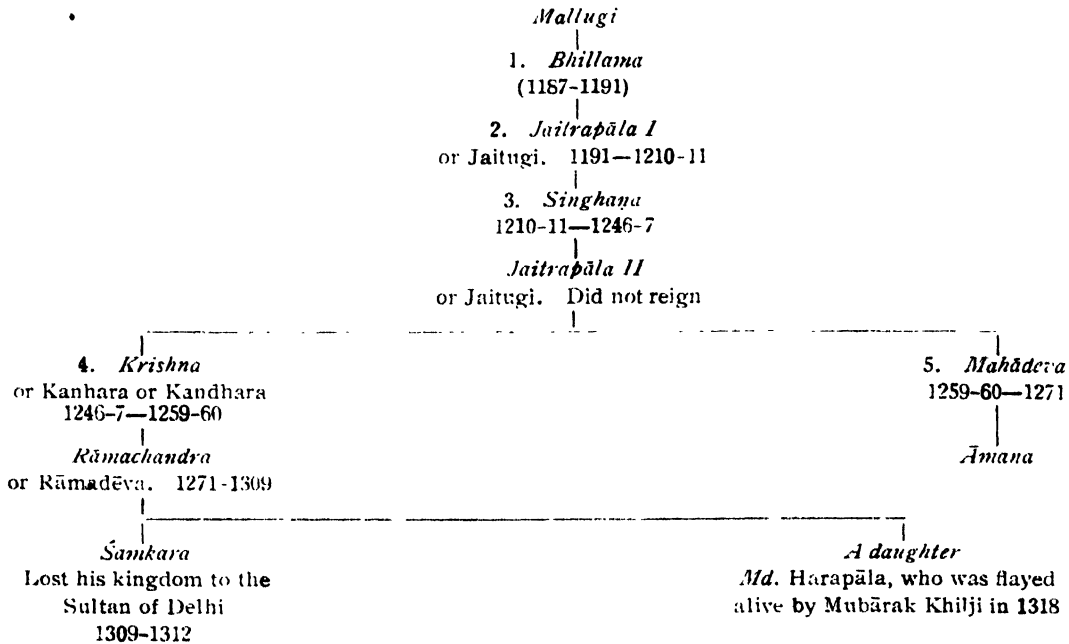 Mallugi
1. Bhillama
(1187-1191)
2. Jaitrapāla I
or Jaitugi. 1191—1210-11
3. Singhaṇa
1210-11—1246-7
Jaitrapāla II
or Jaitugi. Did not reign
4. Krishna
or Kanhara or Kandhara
1246-7—1259-60
5. Mahādeva
1259-60—1271
Rāmachandra
or Rāmadēva. 1271-1309
Āmana
Śamkara
Lost his kingdom to the
Sultan of Delhi
1309-1312
A daughter
Md. Harapāla, who was flayed
alive by Mubārak Khilji in 1318